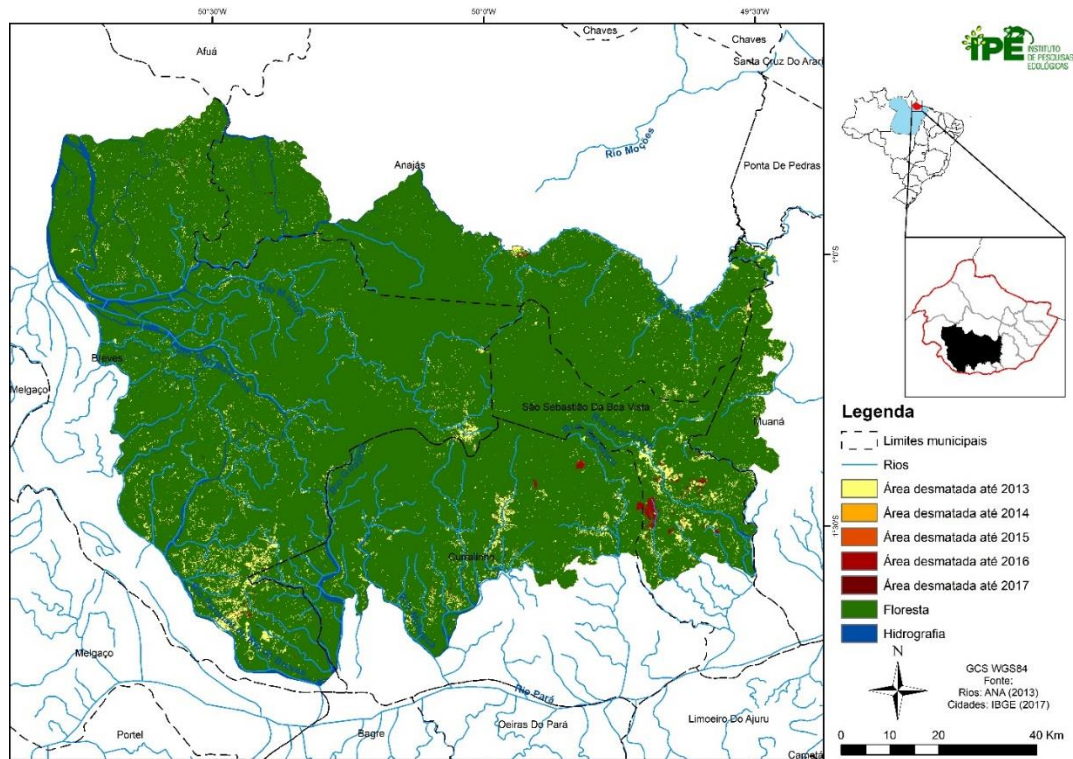 50°30'W
50°0'W
49°30'W
Chaves
Chaves
Afuá
Santa Cruz Do Arari
IPÊ
INSTITUTO
DE PESQUISAS
ECOLÓGICAS
Rio Moções
Anajás
Ponta De Pedras
1°0'S
Breves
Melgaço
São Sebastião Da Boa Vista
Muaná
1°30'S
Curralinho
Melgaço
Rio Pará
Portel
Bagre
Oeiras Do Pará
Limoeiro Do Ajuru
Cametá
Legenda
Limites municipais
Rios
Área desmatada até 2013
Área desmatada até 2014
Área desmatada até 2015
Área desmatada até 2016
Área desmatada até 2017
Floresta
Hidrografia
N
GCS WGS84
Fonte:
Rios: ANA (2013)
Cidades: IBGE (2017)
0 5 10 20 40 Km